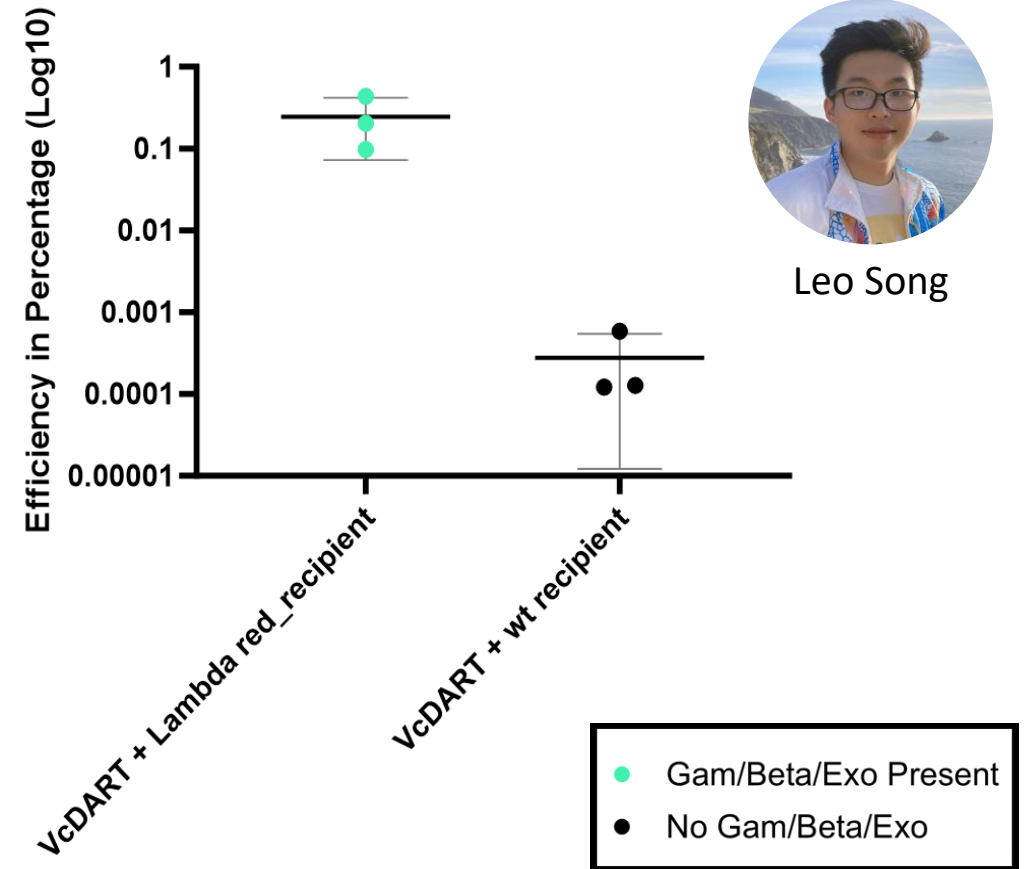 Efficiency in Percentage (Log10)
1
0.1
0.01
0.001
0.0001
0.00001
VcDART + Lambda red_recipient
VcDART + wt recipient
Leo Song
Gam/Beta/Exo Present
No Gam/Beta/Exo